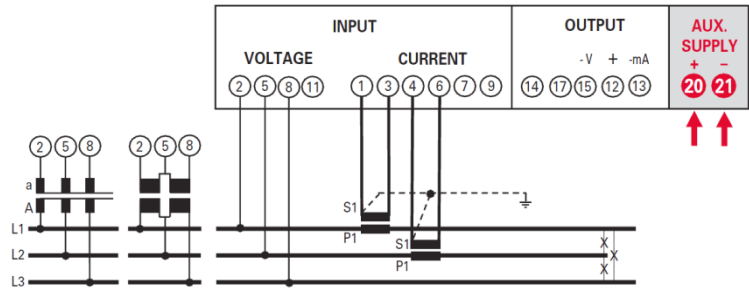 INPUT OUTPUT AUX. SUPPLY
VOLTAGE CURRENT - V + -mA + −
2 5 8 11 1 3 4 6 7 9 14 17 15 12 13 20 21
2 5 8 2 5 8
a
A
S1
L1
P1 S1
L2
P1
L3